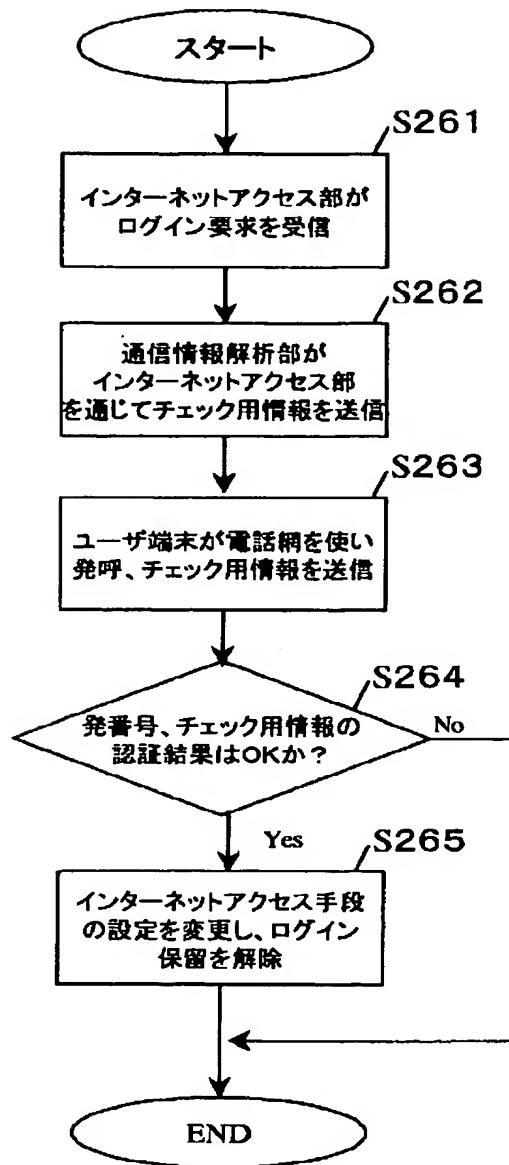 スタート
S261
インターネットアクセス部が
ログイン要求を受信
S262
通信情報解析部が
インターネットアクセス部
を通じてチェック用情報を送信
S263
ユーザ端末が電話網を使い
発呼、チェック用情報を送信
S264
発番号、チェック用情報の
認証結果はOKか?
No
Yes
S265
インターネットアクセス手段
の設定を変更し、ログイン
保留を解除
END